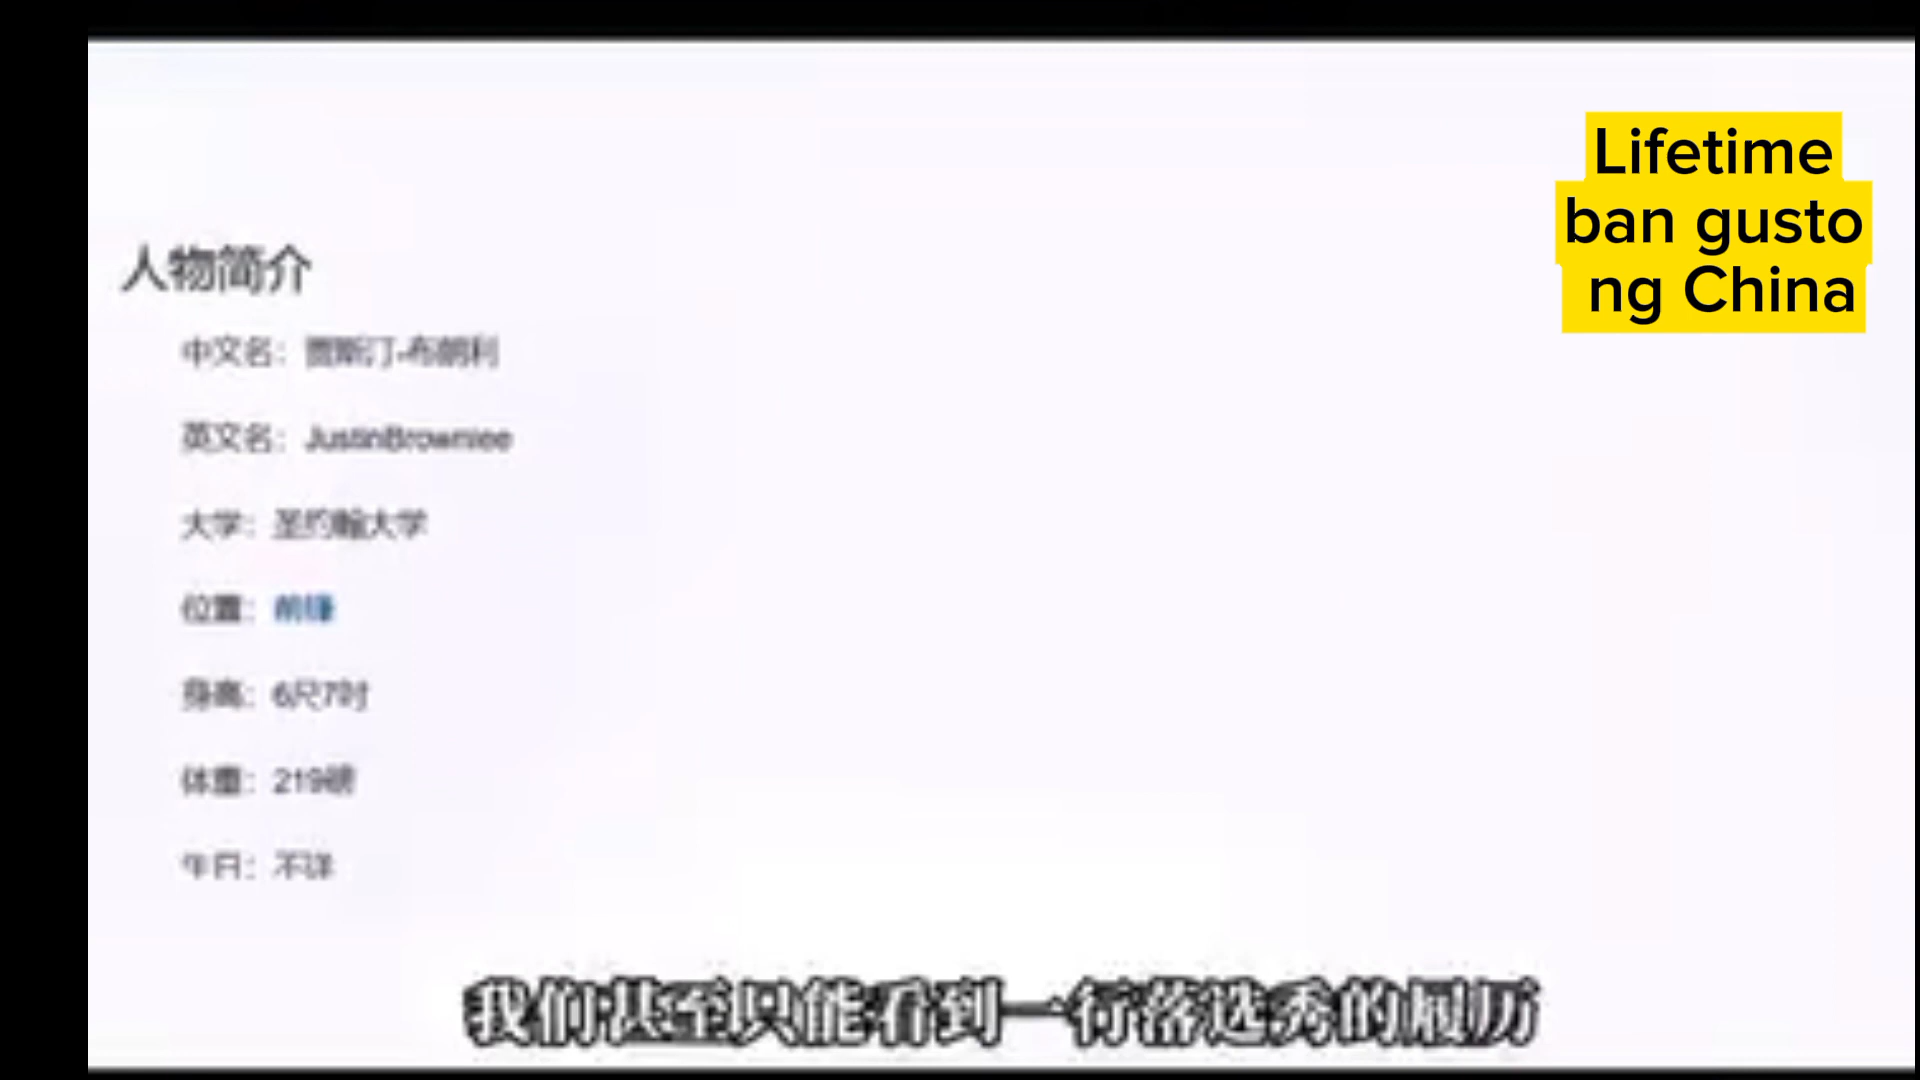 Lifetime
ban gusto
ng China
人物简介
中文名：贾斯汀-布朗利
英文名：JustinBrownlee
大学：圣约翰大学
位置：前锋
身高：6尺7吋
体重：219磅
生日：不详
我们甚至只能看到一行落选秀的履历